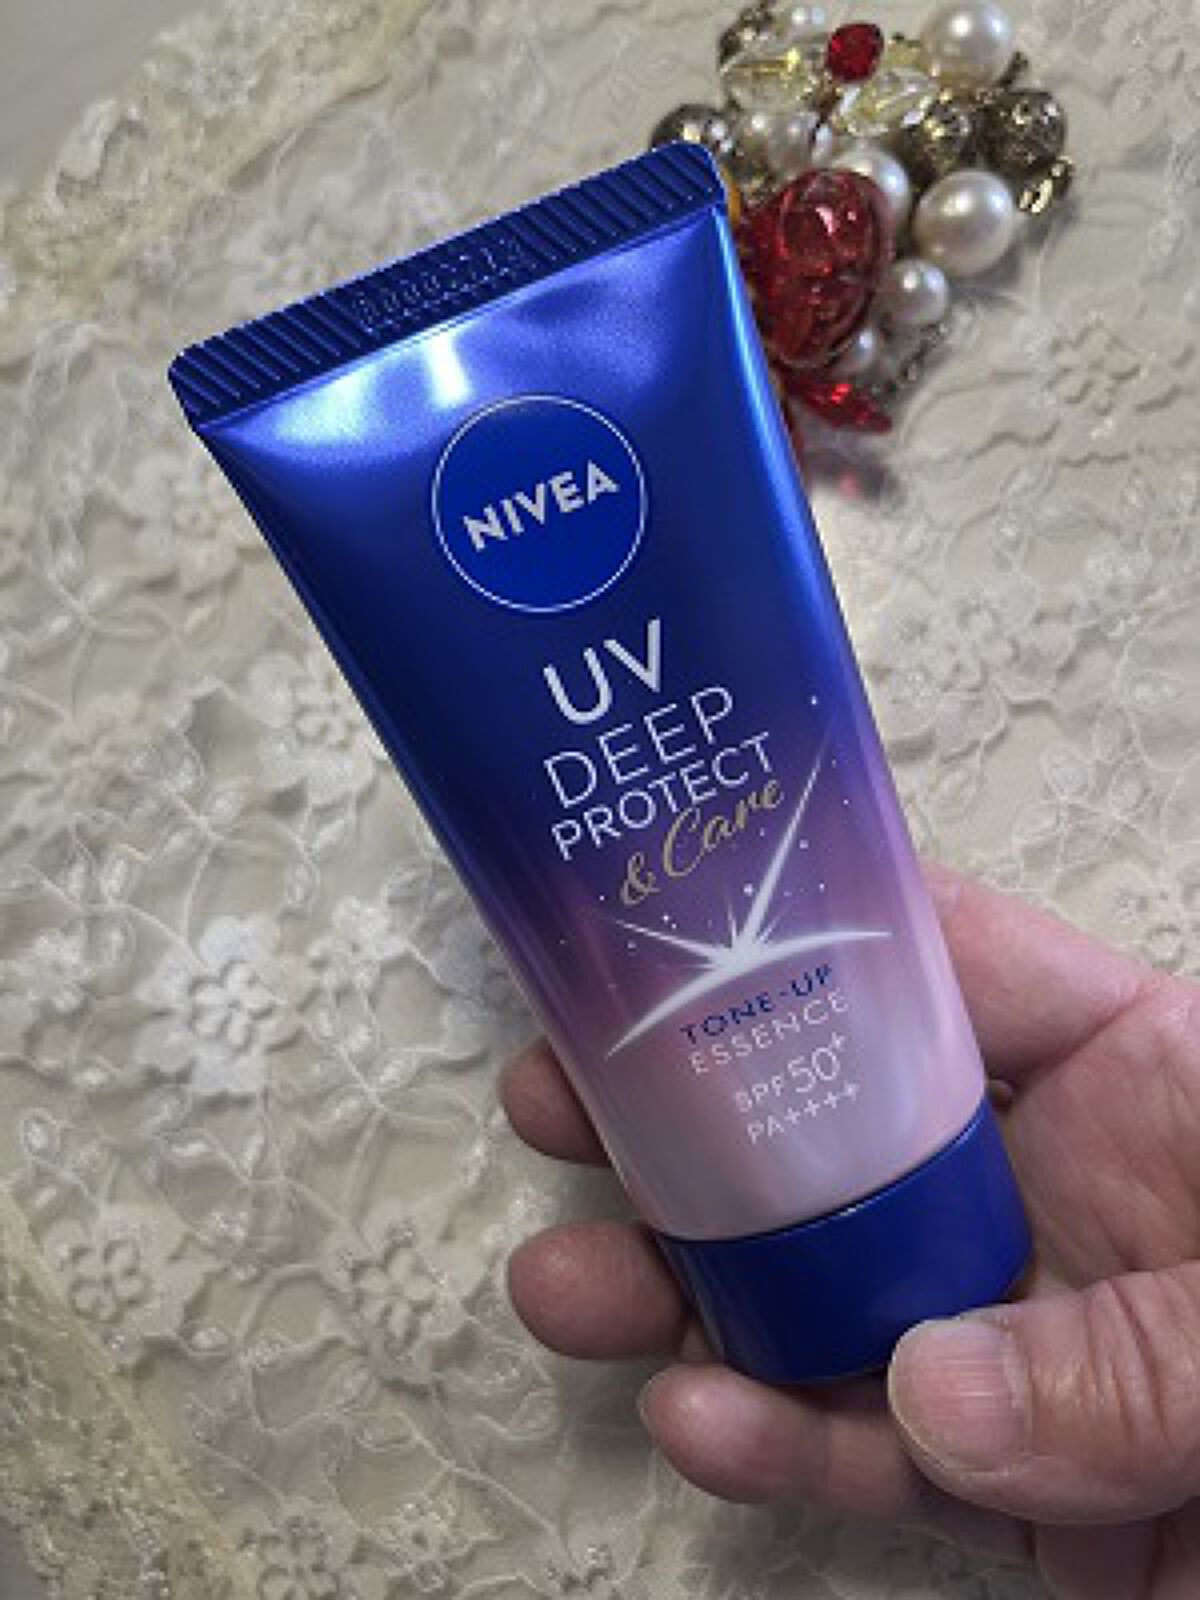 NIVEA
UV
DEEP
PROTECT
& Care
TONE-UP
ESSENCE
SPF50+
PA++++